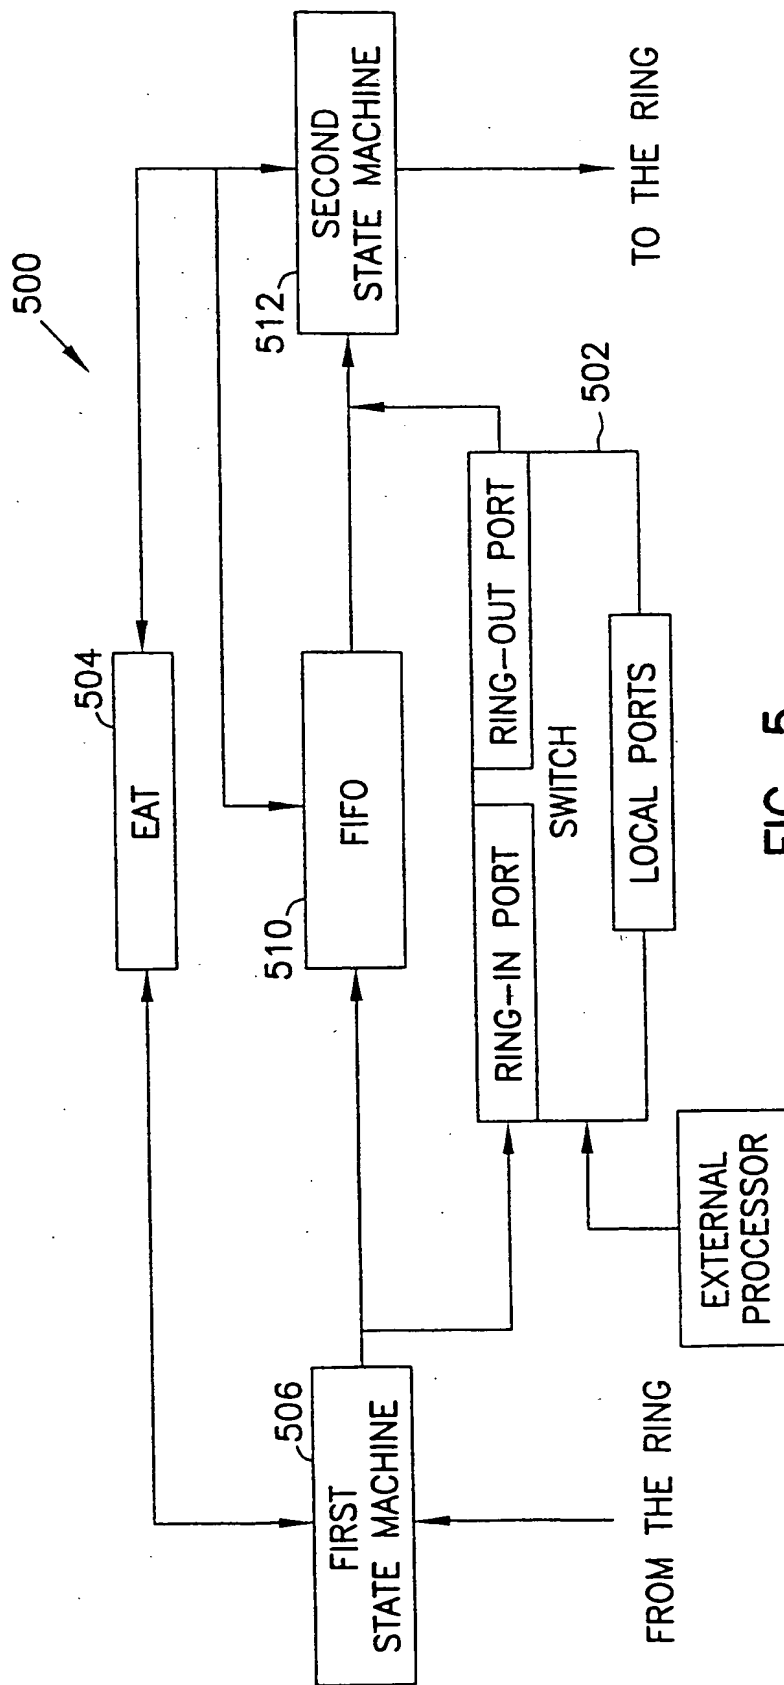 500
504
EAT
506
FIRST
STATE MACHINE
510
FIFO
512
SECOND
STATE MACHINE
RING-IN PORT
RING-OUT PORT
SWITCH
502
LOCAL PORTS
EXTERNAL
PROCESSOR
FROM THE RING
TO THE RING
FIG. 5